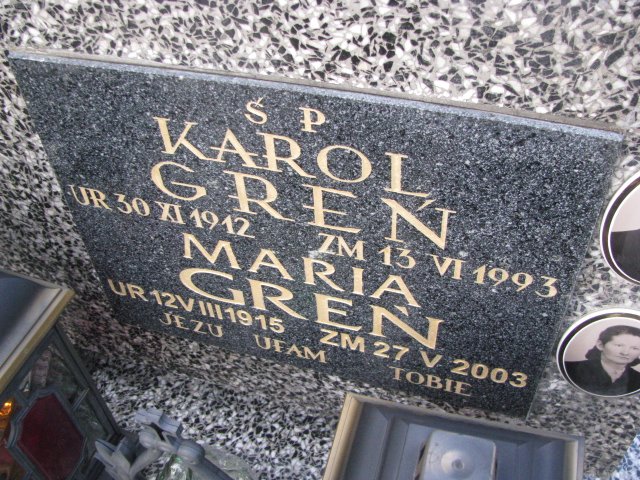 Ś P
KAROL
GREŃ
UR 30 XI 1912 ZM 13 VI 1993
MARIA
GREŃ
UR 12 VIII 1915 ZM 27 V 2003
JEZU UFAM TOBIE